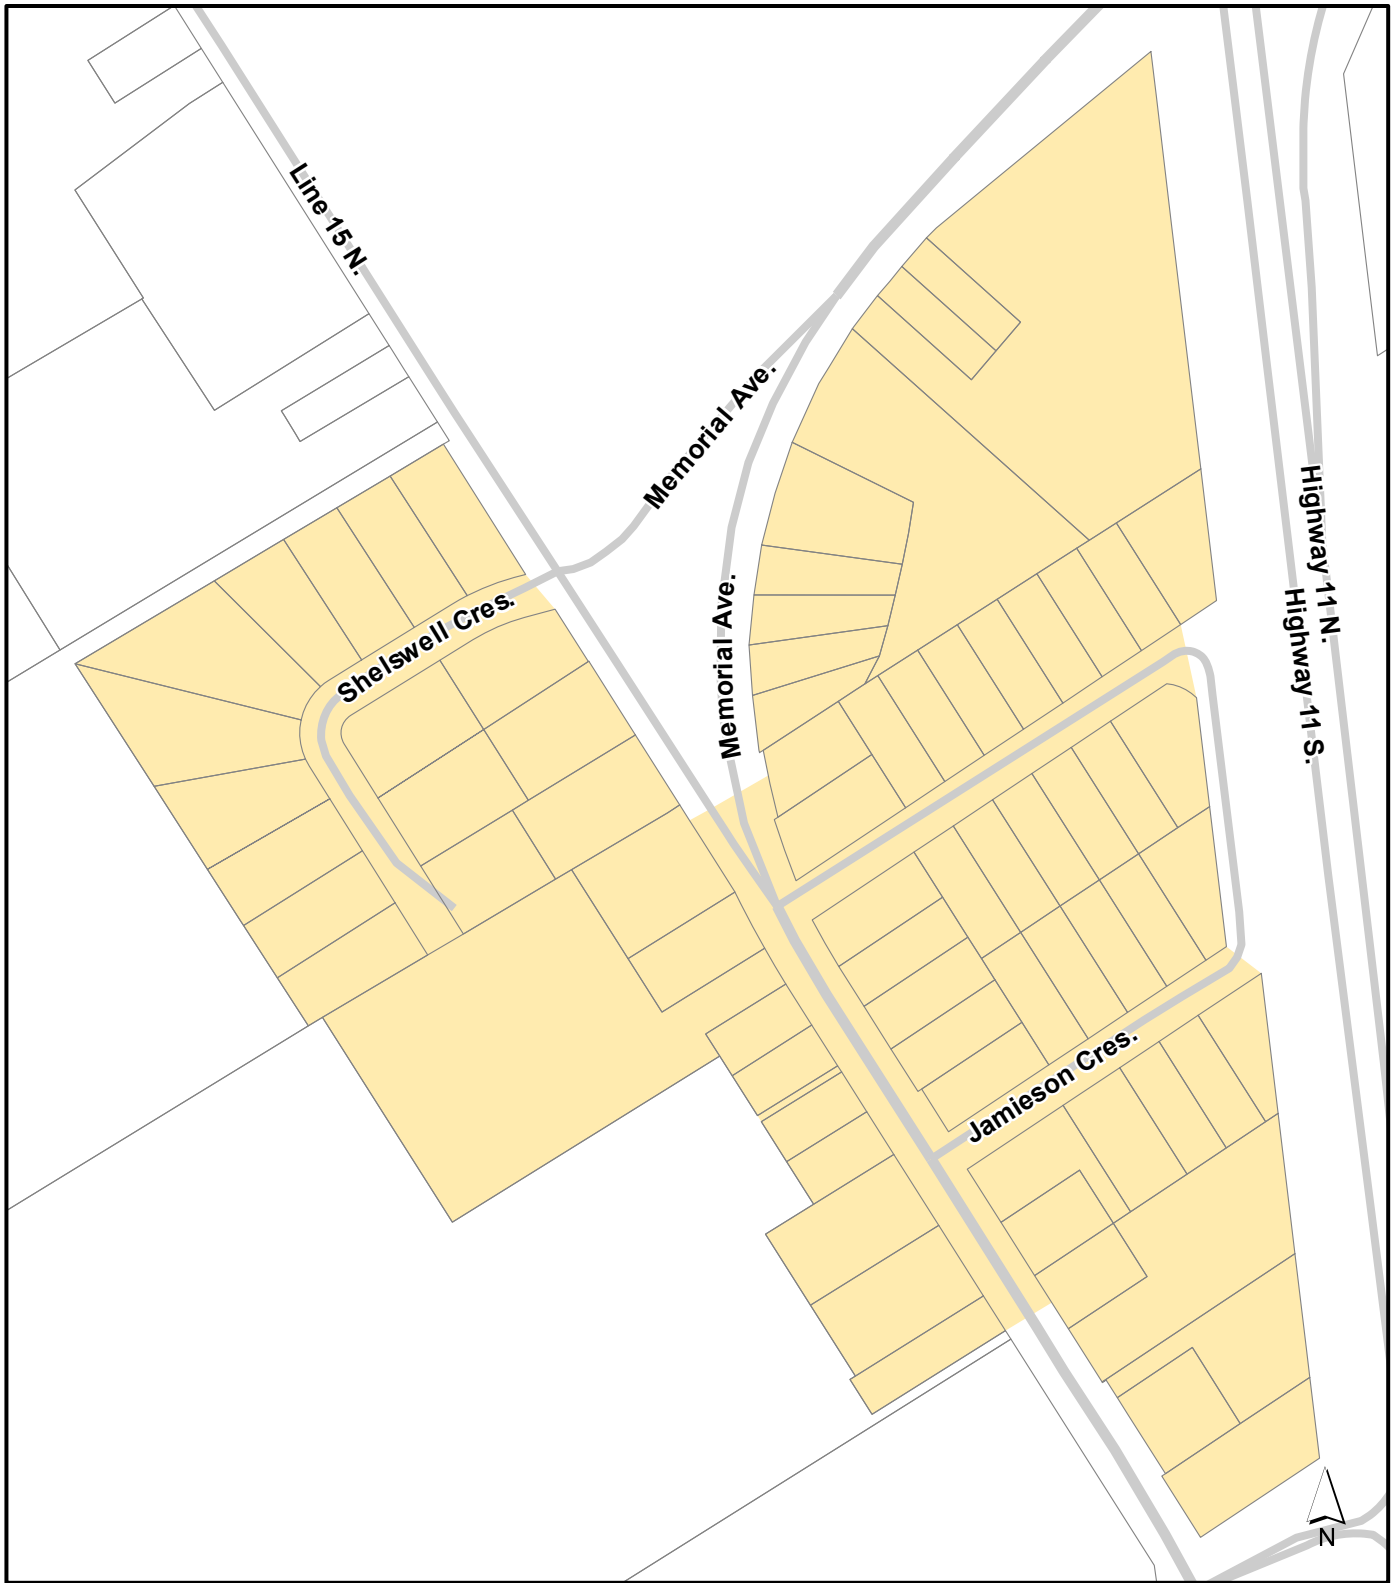 Line 15 N.
Memorial Ave.
Highway 11 N.
Memorial Ave.
Highway 11 S.
Shelswell Cres.
Jamieson Cres.
N